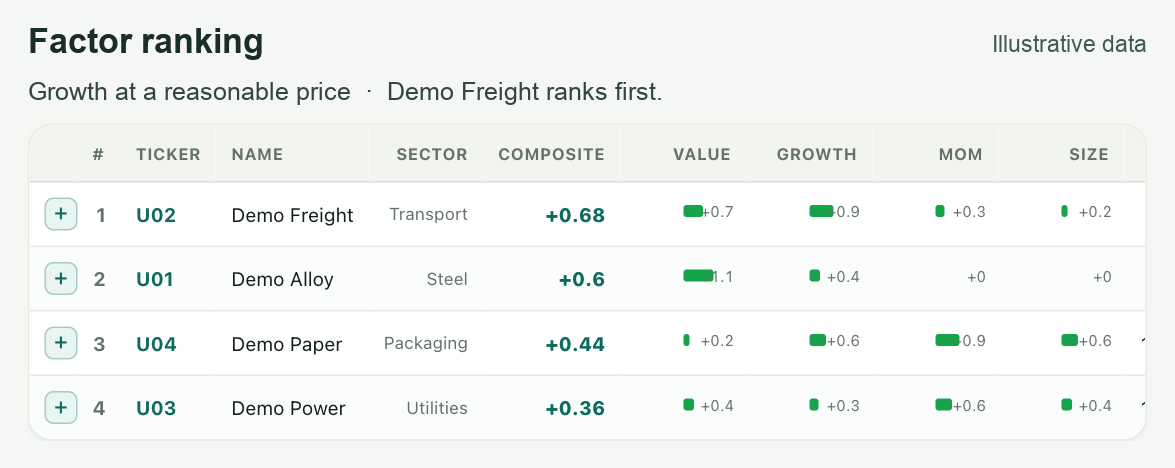 Factor ranking
Illustrative data
Growth at a reasonable price · Demo Freight ranks first.
# TICKER NAME SECTOR COMPOSITE VALUE GROWTH MOM SIZE
+ 1 U02 Demo Freight Transport +0.68 +0.7 0.9 +0.3 +0.2
+ 2 U01 Demo Alloy Steel +0.6 1.1 +0.4 +0 +0
+ 3 U04 Demo Paper Packaging +0.44 +0.2 +0.6 0.9 +0.6
+ 4 U03 Demo Power Utilities +0.36 +0.4 +0.3 +0.6 +0.4